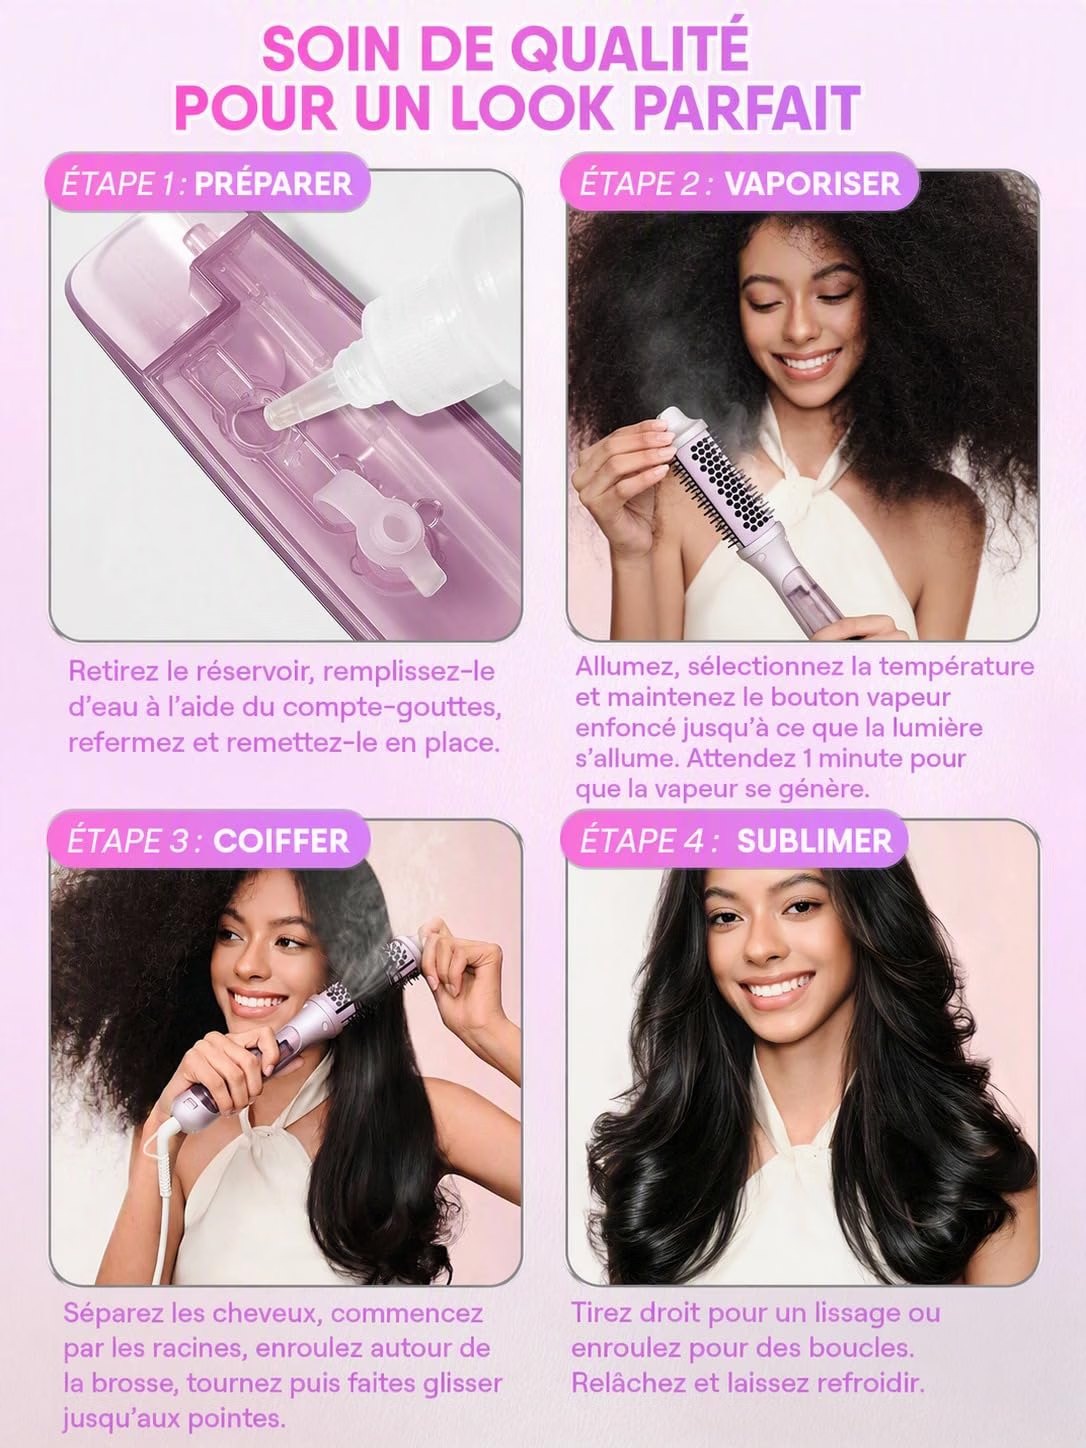 SOIN DE QUALITÉ
POUR UN LOOK PARFAIT
ÉTAPE 1 : PRÉPARER
Retirez le réservoir, remplissez-le
d'eau à l'aide du compte-gouttes,
refermez et remettez-le en place.
ÉTAPE 2 : VAPORISER
Allumez, sélectionnez la température
et maintenez le bouton vapeur
enfoncé jusqu'à ce que la lumière
s'allume. Attendez 1 minute pour
que la vapeur se génère.
ÉTAPE 3 : COIFFER
Séparez les cheveux, commencez
par les racines, enroulez autour de
la brosse, tournez puis faites glisser
jusqu'aux pointes.
ÉTAPE 4 : SUBLIMER
Tirez droit pour un lissage ou
enroulez pour des boucles.
Relâchez et laissez refroidir.